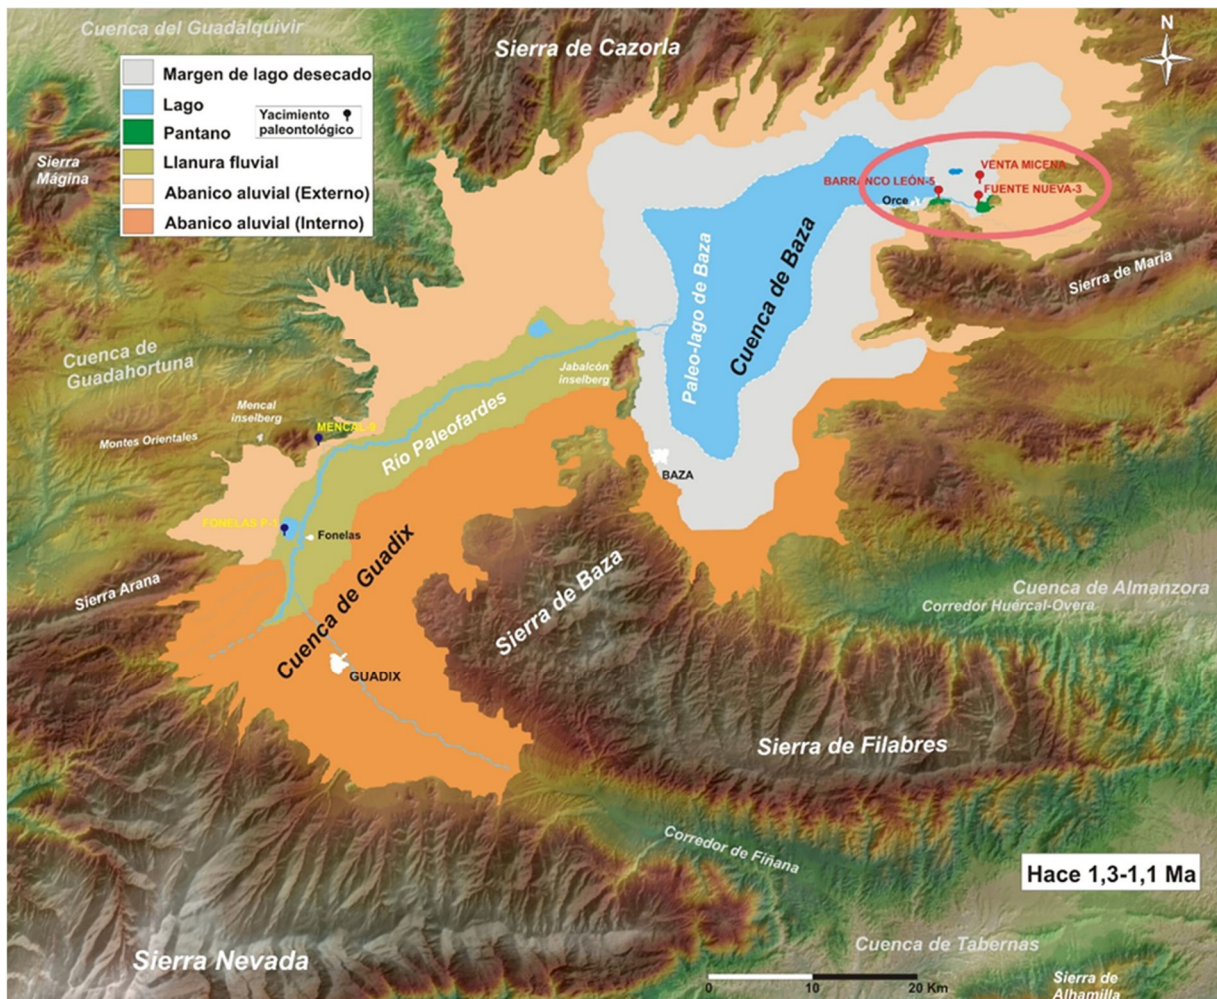 Cuenca del Guadalquivir
Sierra de Cazorla
N
Margen de lago desecado
Lago
Yacimiento
paleontológico
Pantano
Llanura fluvial
Abanico aluvial (Externo)
Abanico aluvial (Interno)
Sierra
Mágina
VENTA MICENA
BARRANCO LEÓN-5
FUENTE NUEVA-3
Orce
Sierra de María
Paleo-lago de Baza
Cuenca de Baza
Cuenca de
Guadahortuna
Jabalcón
inselberg
Mencal
inselberg
MENCAL-9
Montes Orientales
Río Paleofardes
BAZA
FONELAS P-1
Fonelas
Cuenca de Guadix
Sierra de Baza
Sierra Arana
Cuenca de Almanzora
Corredor Huércal-Overa
GUADIX
Sierra de Filabres
Corredor de Fiñana
Hace 1,3-1,1 Ma
Cuenca de Tabernas
Sierra Nevada
Sierra de
Alhamilla
0 10 20 Km